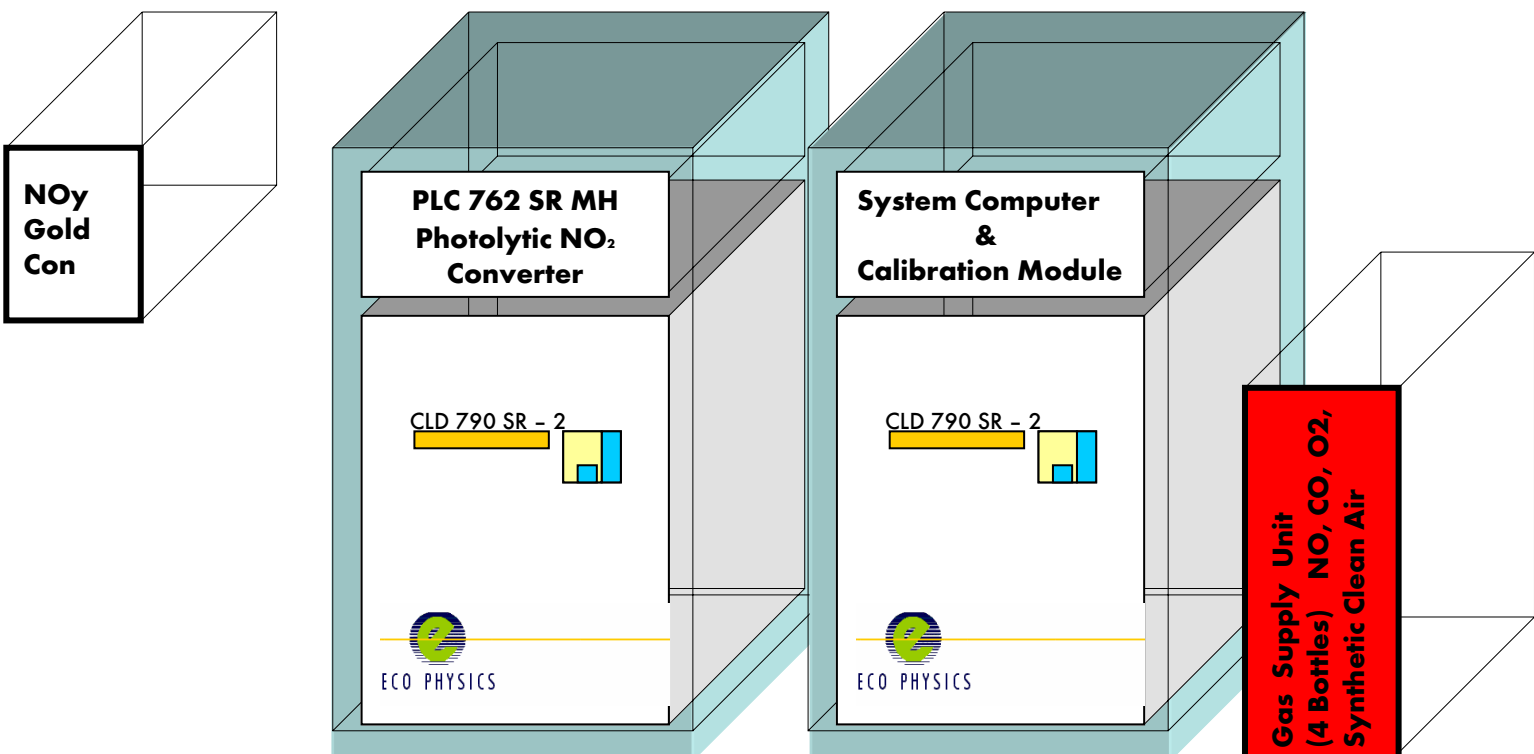 NOy
Gold
Con
PLC 762 SR MH
Photolytic NO₂
Converter
CLD 790 SR – 2
ECO PHYSICS
System Computer
&
Calibration Module
CLD 790 SR – 2
ECO PHYSICS
Gas Supply Unit
(4 Bottles) NO, CO, O2,
Synthetic Clean Air